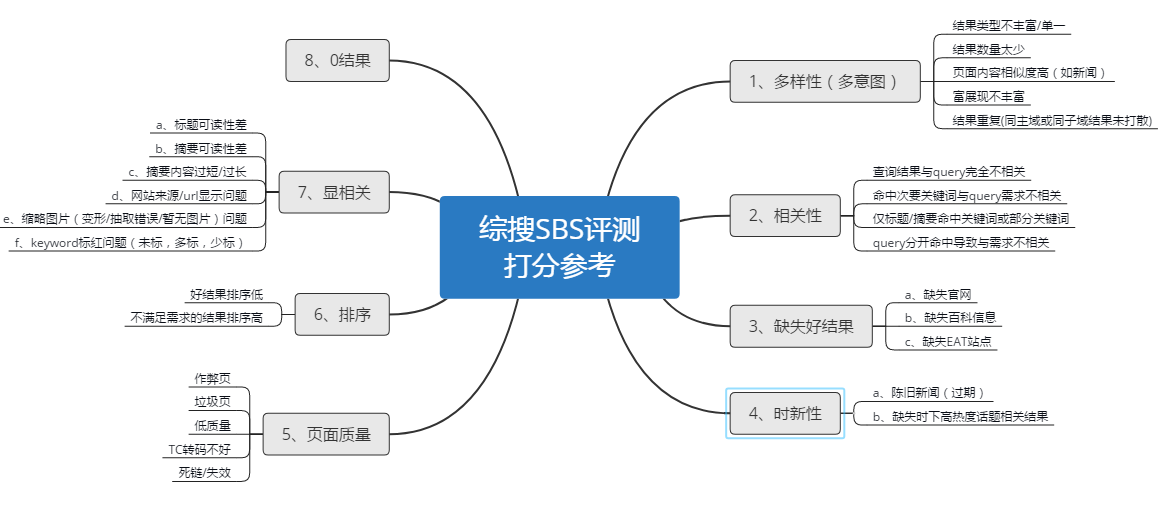 综搜SBS评测
打分参考
1、多样性（多意图）
结果类型不丰富/单一
结果数量太少
页面内容相似度高（如新闻）
富展现不丰富
结果重复(同主域或同子域结果未打散)
2、相关性
查询结果与query完全不相关
命中次要关键词与query需求不相关
仅标题/摘要命中关键词或部分关键词
query分开命中导致与需求不相关
3、缺失好结果
a、缺失官网
b、缺失百科信息
c、缺失EAT站点
4、时新性
a、陈旧新闻（过期）
b、缺失时下高热度话题相关结果
5、页面质量
作弊页
垃圾页
低质量
TC转码不好
死链/失效
6、排序
好结果排序低
不满足需求的结果排序高
7、显相关
a、标题可读性差
b、摘要可读性差
c、摘要内容过短/过长
d、网站来源/url显示问题
e、缩略图片（变形/抽取错误/暂无图片）问题
f、keyword标红问题（未标，多标，少标）
8、0结果